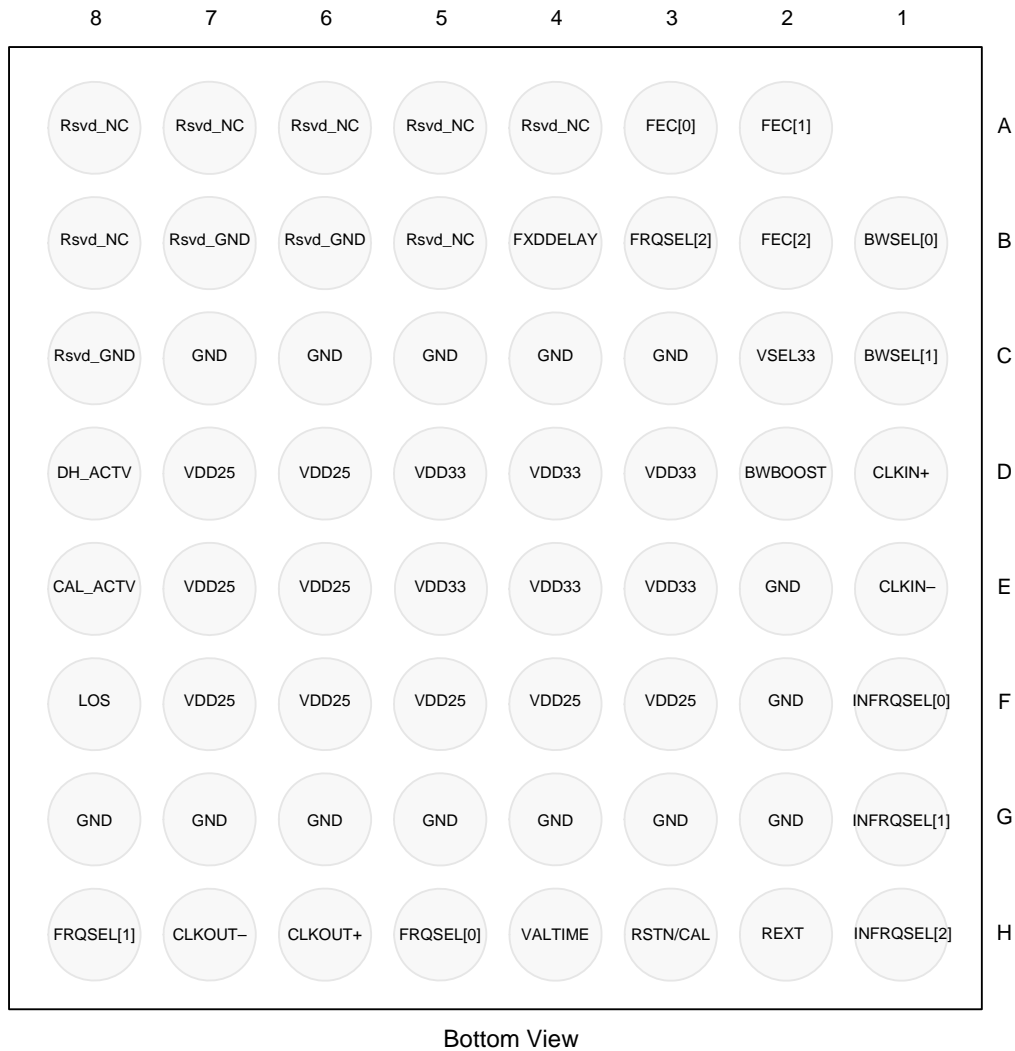 8 7 6 5 4 3 2 1
Rsvd_NC Rsvd_NC Rsvd_NC Rsvd_NC Rsvd_NC FEC[0] FEC[1] A
Rsvd_NC Rsvd_GND Rsvd_GND Rsvd_NC FXDDELAY FRQSEL[2] FEC[2] BWSEL[0] B
Rsvd_GND GND GND GND GND GND VSEL33 BWSEL[1] C
DH_ACTV VDD25 VDD25 VDD33 VDD33 VDD33 BWBOOST CLKIN+ D
CAL_ACTV VDD25 VDD25 VDD33 VDD33 VDD33 GND CLKIN– E
LOS VDD25 VDD25 VDD25 VDD25 VDD25 GND INFRQSEL[0] F
GND GND GND GND GND GND GND INFRQSEL[1] G
FRQSEL[1] CLKOUT– CLKOUT+ FRQSEL[0] VALTIME RSTN/CAL REXT INFRQSEL[2] H
Bottom View